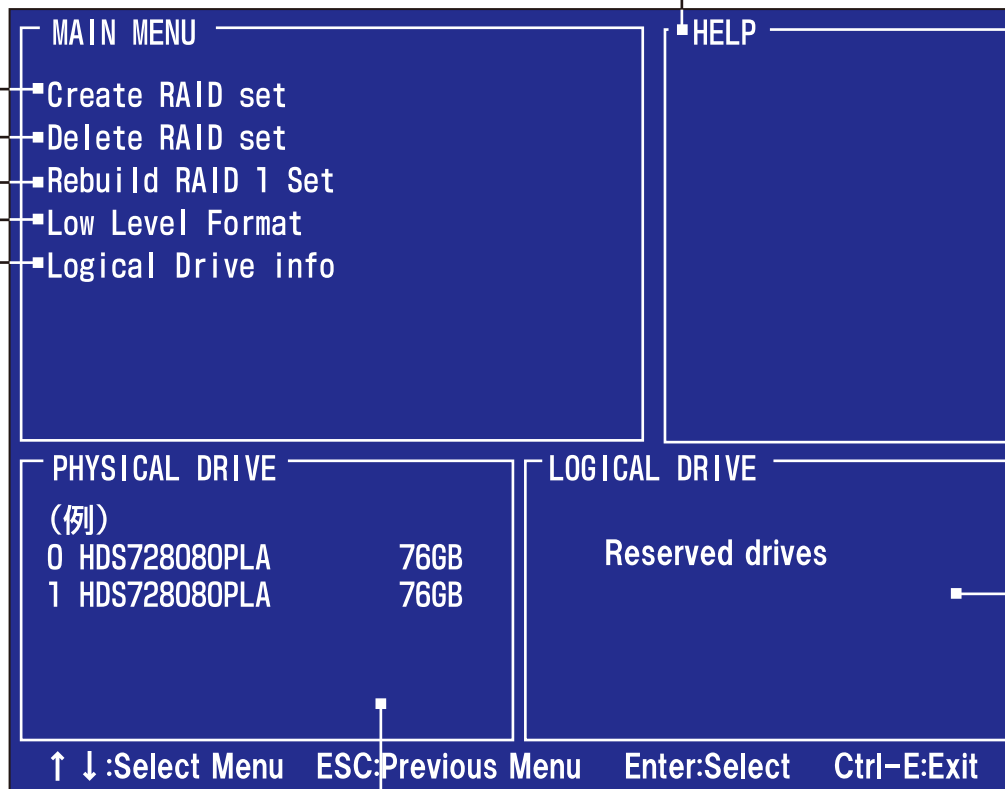 MAIN MENU
Create RAID set
Delete RAID set
Rebuild RAID 1 Set
Low Level Format
Logical Drive info
HELP
PHYSICAL DRIVE
(例)
0 HDS728080PLA 76GB
1 HDS728080PLA 76GB
LOGICAL DRIVE
Reserved drives
↑ ↓:Select Menu ESC:Previous Menu Enter:Select Ctrl-E:Exit